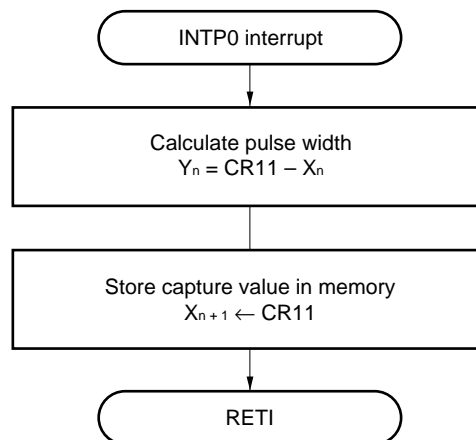 INTP0 interrupt
Calculate pulse width
Yn = CR11 – Xn
Store capture value in memory
Xn + 1 ← CR11
RETI